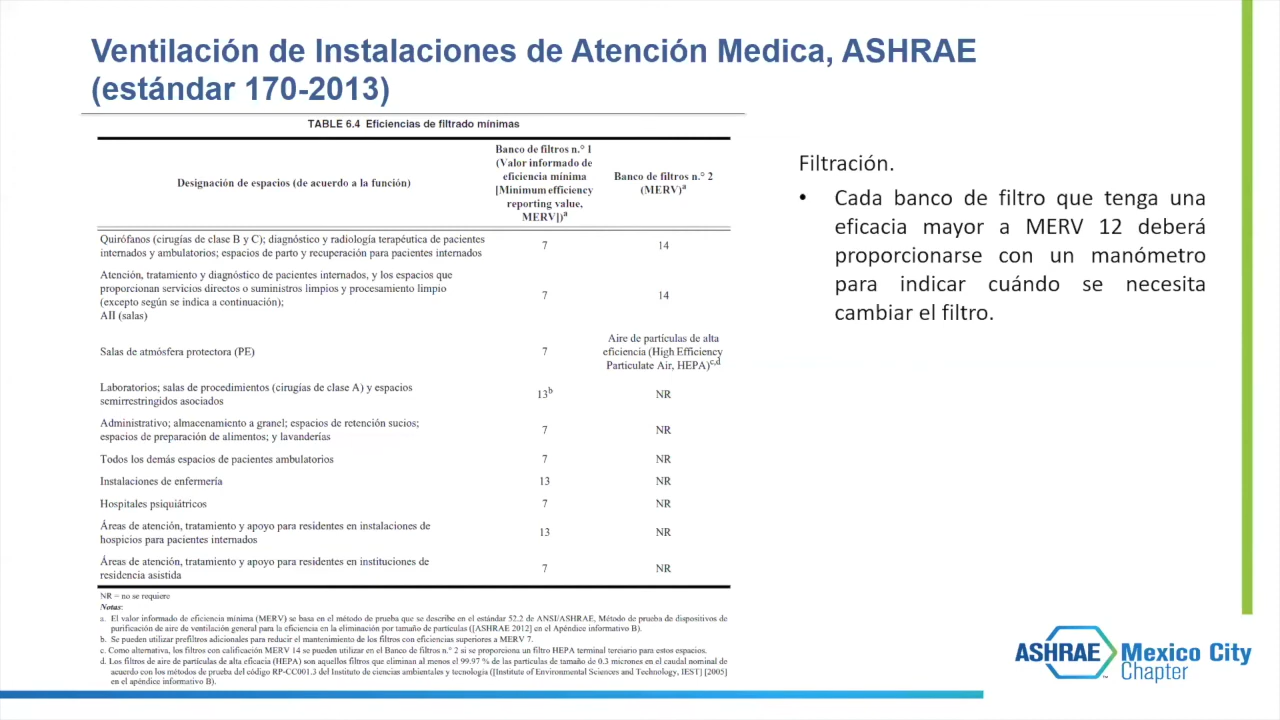 Ventilación de Instalaciones de Atención Medica, ASHRAE
(estándar 170-2013)
TABLE 6.4 Eficiencias de filtrado mínimas
Designación de espacios (de acuerdo a la función)
Banco de filtros n.° 1
(Valor informado de
eficiencia mínima
[Minimum efficiency
reporting value,
MERV])a
Banco de filtros n.° 2
(MERV)a
Quirófanos (cirugías de clase B y C); diagnóstico y radiología terapéutica de pacientes
internados y ambulatorios; espacios de parto y recuperación para pacientes internados
7
14
Atención, tratamiento y diagnóstico de pacientes internados, y los espacios que
proporcionan servicios directos o suministros limpios y procesamiento limpio
(excepto según se indica a continuación);
AII (salas)
7
14
Salas de atmósfera protectora (PE)
7
Aire de partículas de alta
eficiencia (High Efficiency
Particulate Air, HEPA)c,d
Laboratorios; salas de procedimientos (cirugías de clase A) y espacios
semirrestringidos asociados
13b
NR
Administrativo; almacenamiento a granel; espacios de retención sucios;
espacios de preparación de alimentos; y lavanderías
7
NR
Todos los demás espacios de pacientes ambulatorios
7
NR
Instalaciones de enfermería
13
NR
Hospitales psiquiátricos
7
NR
Áreas de atención, tratamiento y apoyo para residentes en instalaciones de
hospicios para pacientes internados
13
NR
Áreas de atención, tratamiento y apoyo para residentes en instituciones de
residencia asistida
7
NR
NR = no se requiere
Notas:
a. El valor informado de eficiencia mínima (MERV) se basa en el método de prueba que se describe en el estándar 52.2 de ANSI/ASHRAE, Método de prueba de dispositivos de
purificación de aire de ventilación general para la eficiencia en la eliminación por tamaño de partículas ([ASHRAE 2012] en el Apéndice informativo B).
b. Se pueden utilizar prefiltros adicionales para reducir el mantenimiento de los filtros con eficiencias superiores a MERV 7.
c. Como alternativa, los filtros con calificación MERV 14 se pueden utilizar en el Banco de filtros n.° 2 si se proporciona un filtro HEPA terminal terciario para estos espacios.
d. Los filtros de aire de partículas de alta eficacia (HEPA) son aquellos filtros que eliminan al menos el 99.97 % de las partículas de tamaño de 0.3 micrones en el caudal nominal de
acuerdo con los métodos de prueba del código RP-CC001.3 del Instituto de ciencias ambientales y tecnología ([Institute of Environmental Sciences and Technology, IEST] [2005]
en el apéndice informativo B).
Filtración.
• Cada banco de filtro que tenga una
eficacia mayor a MERV 12 deberá
proporcionarse con un manómetro
para indicar cuándo se necesita
cambiar el filtro.
ASHRAE Mexico City
Chapter